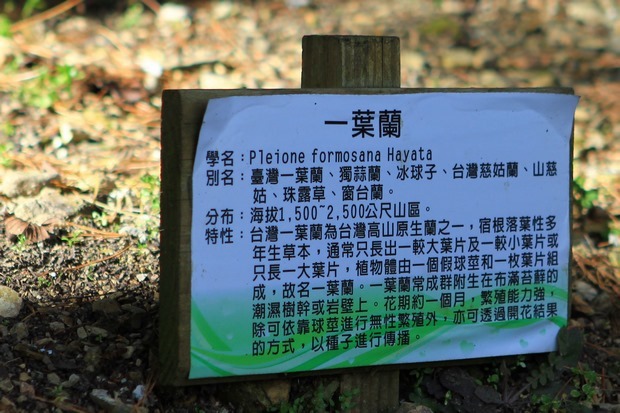 一葉蘭
學名：Pleione formosana Hayata
別名：臺灣一葉蘭、獨蒜蘭、冰球子、台灣慈姑蘭、山慈
姑、珠露草、窗台蘭。
分布：海拔1,500~2,500公尺山區。
特性：台灣一葉蘭為台灣高山原生蘭之一，宿根落葉性多
年生草本，通常只長出一較大葉片及一較小葉片或
只長一大葉片，植物體由一個假球莖和一枚葉片組
成，故名一葉蘭。一葉蘭常成群附生在布滿苔蘚的
潮濕樹幹或岩壁上。花期約一個月，繁殖能力強，
除可依靠球莖進行無性繁殖外，亦可透過開花結果
的方式，以種子進行傳播。